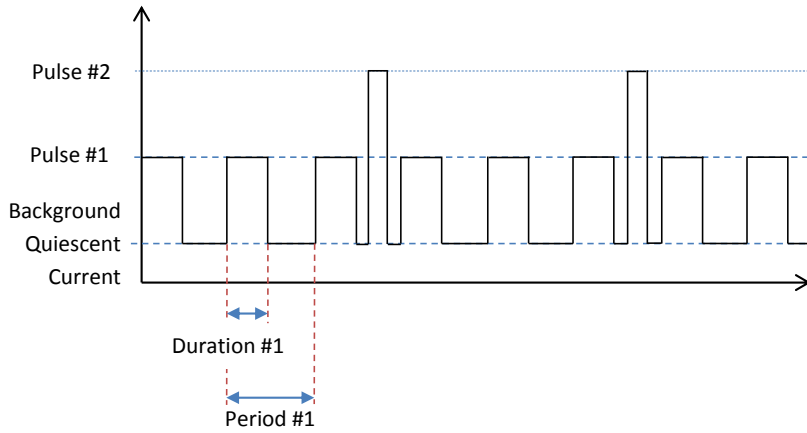 Pulse #2
Pulse #1
Background
Quiescent
Current
Duration #1
Period #1